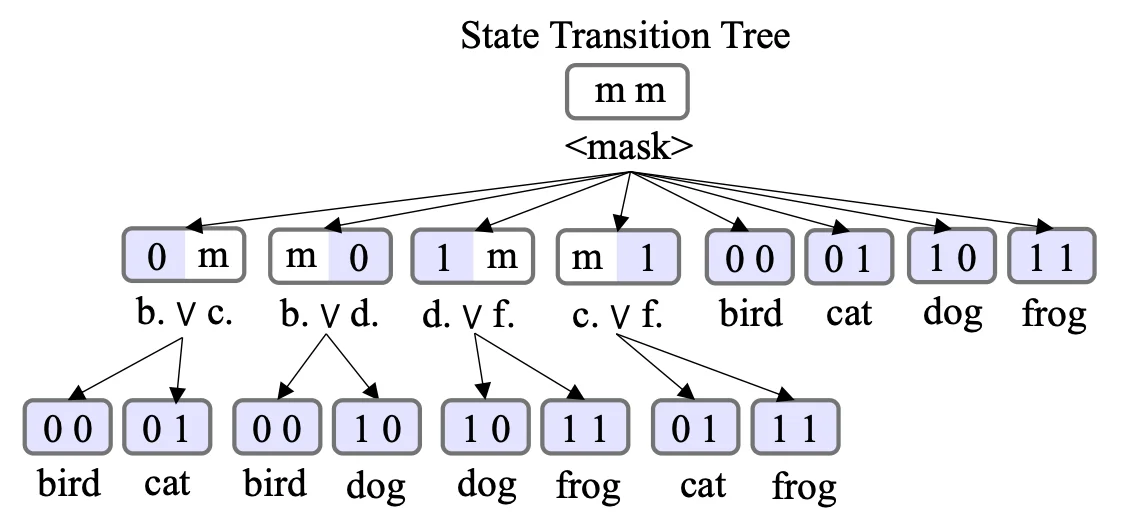 State Transition Tree
m m
<mask>
0 m m 0 1 m m 1 0 0 0 1 1 0 1 1
b. ∨ c. b. ∨ d. d. ∨ f. c. ∨ f. bird cat dog frog
0 0 0 1 0 0 1 0 1 0 1 1 0 1 1 1
bird cat bird dog dog frog cat frog